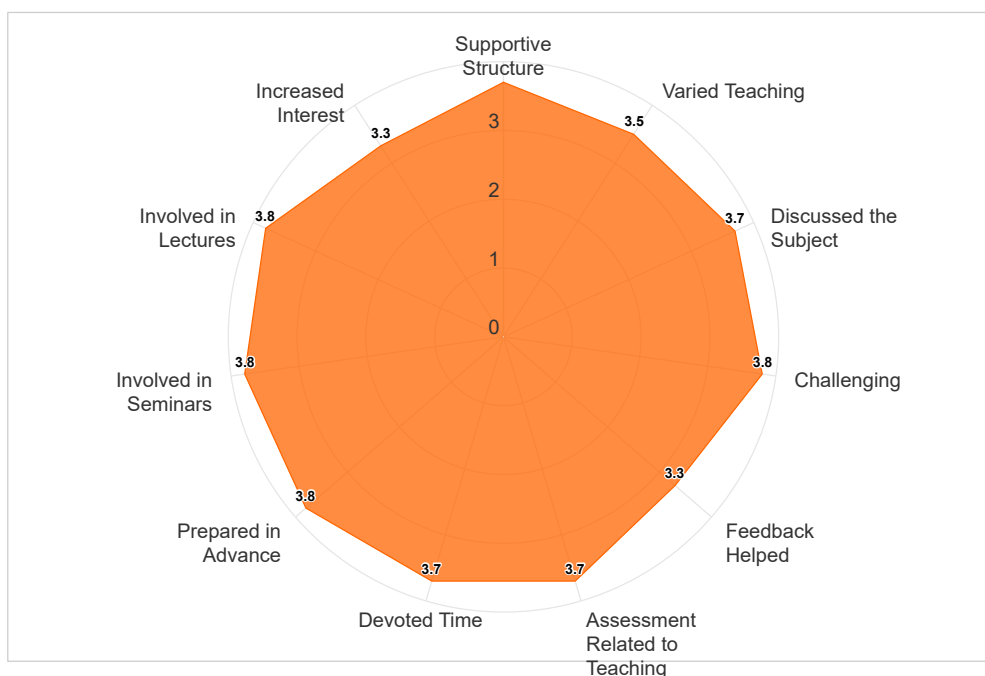 Supportive
Structure
Increased
Interest
Varied Teaching
3.5
3.3
3
Involved in
Lectures
3.8
Discussed the
Subject
3.7
2
1
0
Involved in
Seminars
3.8
3.8
Challenging
3.3
Prepared in
Advance
3.8
Feedback
Helped
3.7
3.7
Devoted Time
Assessment
Related to
Teaching